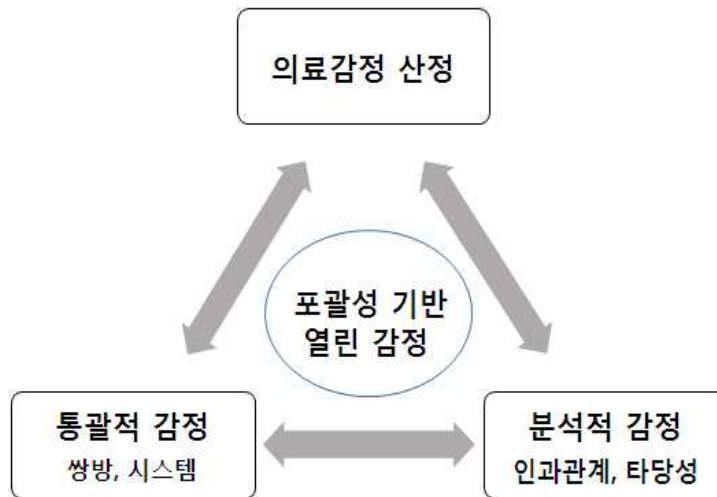 의료감정 산정
포괄성 기반
열린 감정
통괄적 감정
쌍방, 시스템
분석적 감정
인과관계, 타당성